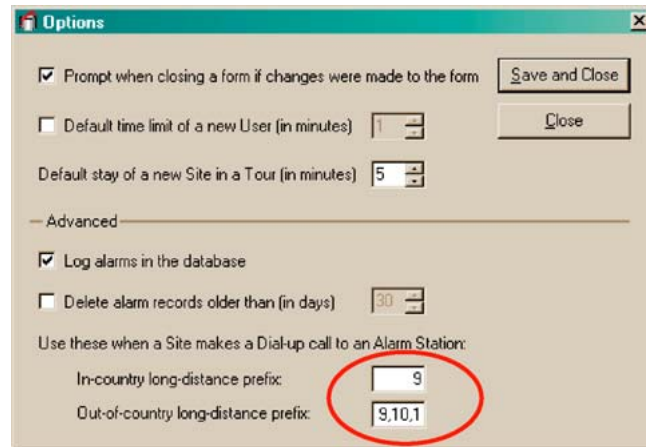 Options
Prompt when closing a form if changes were made to the form
Save and Close
Default time limit of a new User (in minutes) 1
Close
Default stay of a new Site in a Tour (in minutes) 5
Advanced
Log alarms in the database
Delete alarm records older than (in days) 30
Use these when a Site makes a Dial-up call to an Alarm Station:
In-country long-distance prefix: 9
Out-of-country long-distance prefix: 9,10,1